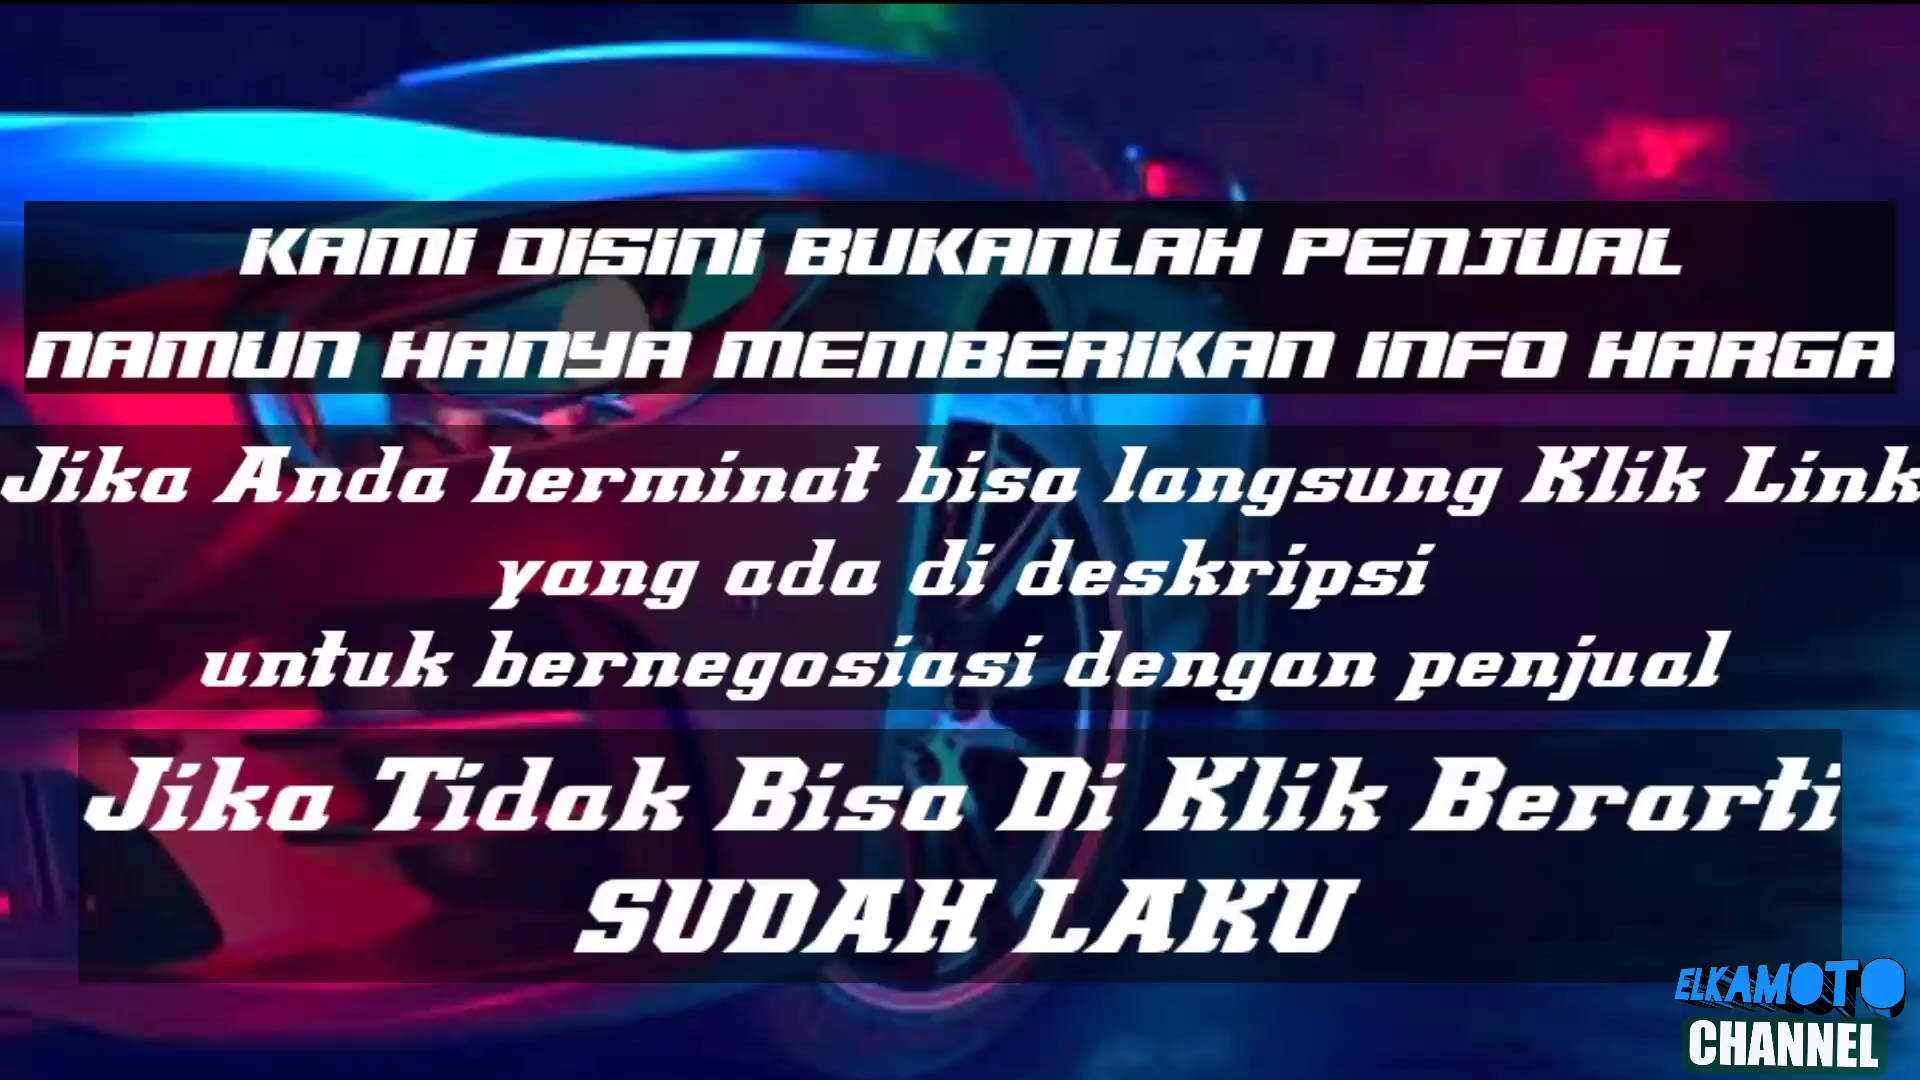 KAMI DISINI BUKANLAH PENJUAL
NAMUN HANYA MEMBERIKAN INFO HARGA
Jika Anda berminat bisa langsung Klik Link
yang ada di deskripsi
untuk bernegosiasi dengan penjual
Jika Tidak Bisa Di Klik Berarti
SUDAH LAKU
ELKAMOTO
CHANNEL